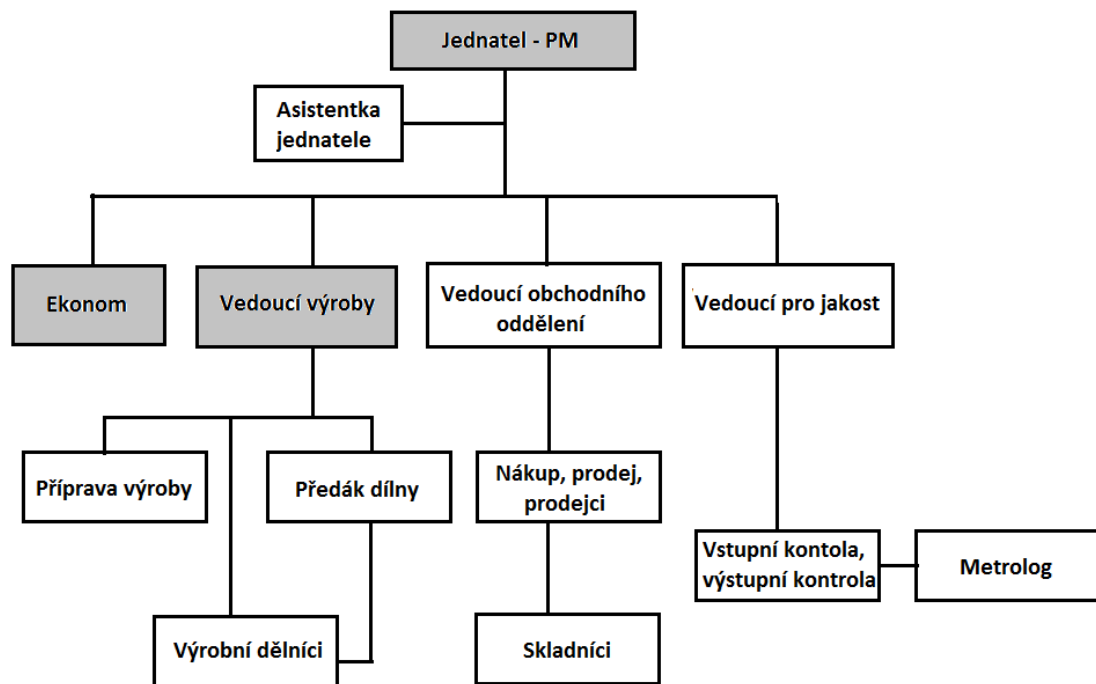 Jednatel - PM
Asistentka
jednatele
Ekonom
Vedoucí výroby
Vedoucí obchodního
oddělení
Vedoucí pro jakost
Příprava výroby
Předák dílny
Nákup, prodej,
prodejci
Vstupní kontola,
výstupní kontrola
Metrolog
Výrobní dělníci
Skladníci